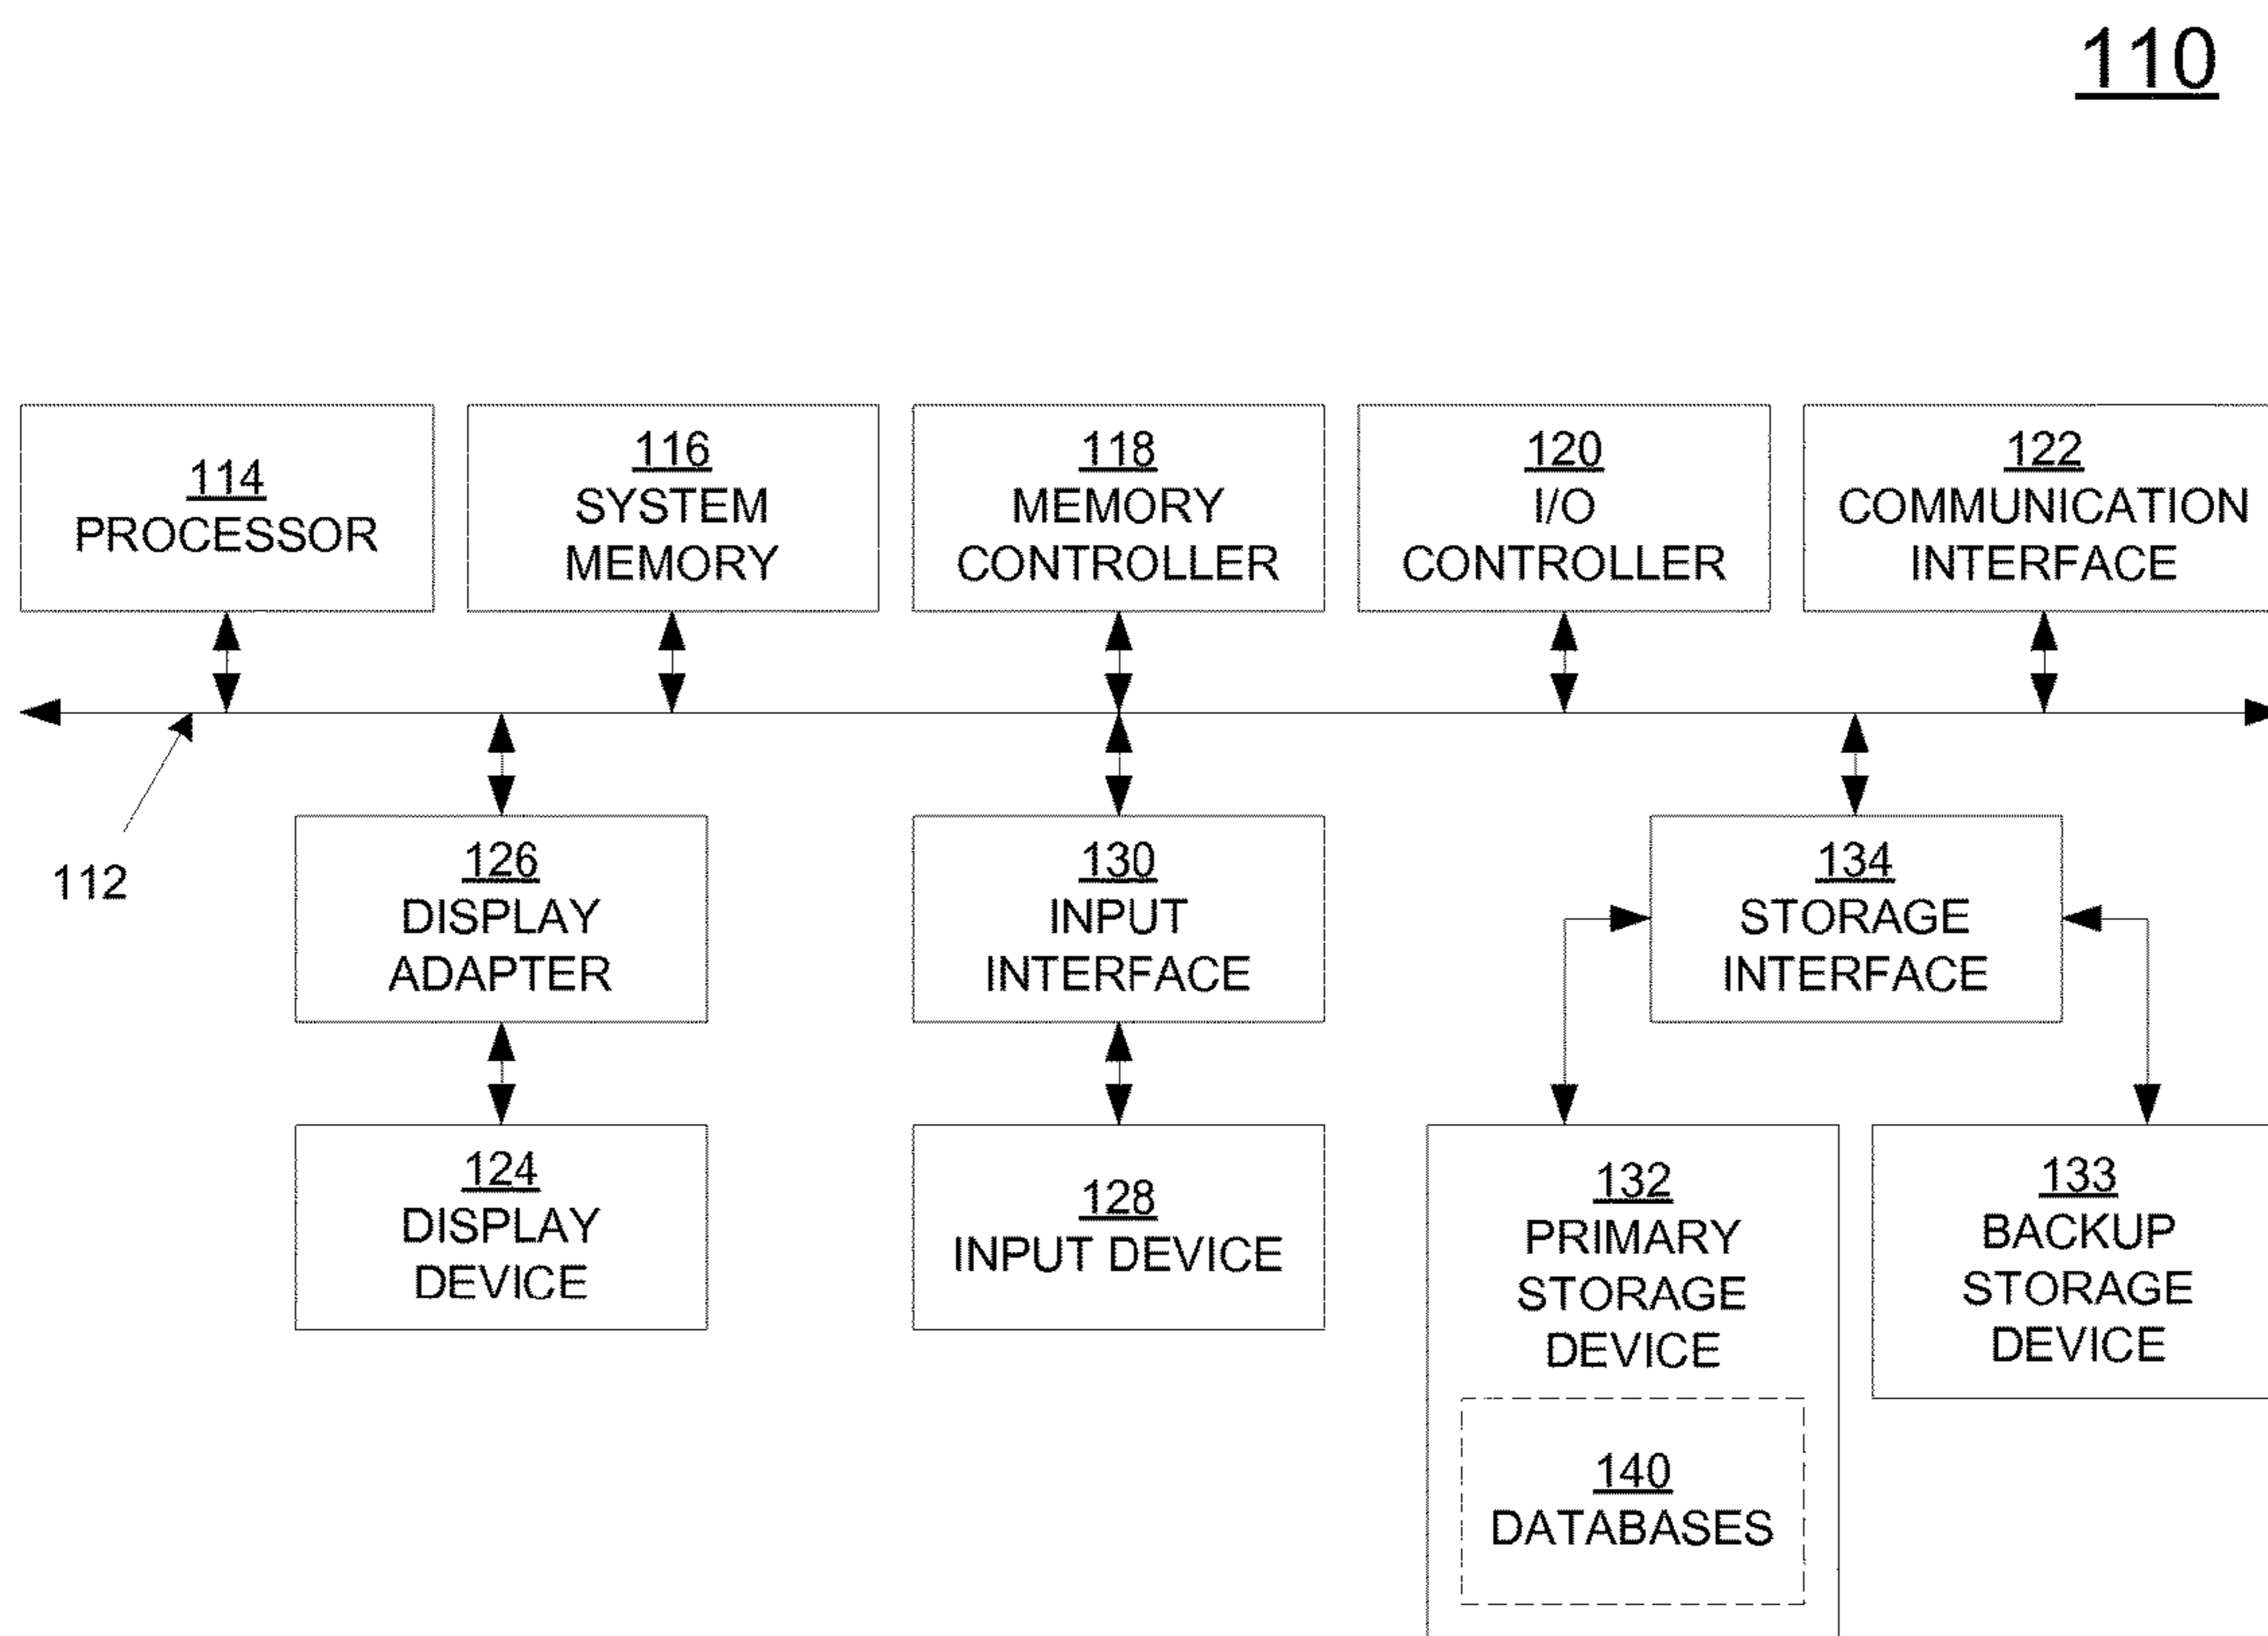 110
114
PROCESSOR
116
SYSTEM
MEMORY
118
MEMORY
CONTROLLER
120
I/O
CONTROLLER
122
COMMUNICATION
INTERFACE
112
126
DISPLAY
ADAPTER
130
INPUT
INTERFACE
134
STORAGE
INTERFACE
124
DISPLAY
DEVICE
128
INPUT DEVICE
132
PRIMARY
STORAGE
DEVICE
133
BACKUP
STORAGE
DEVICE
140
DATABASES